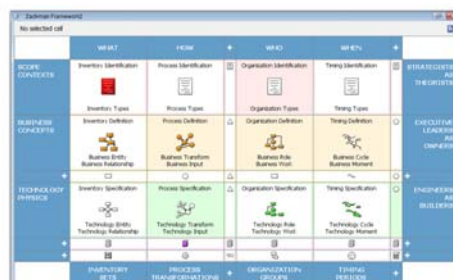 Zachman Framework
No selected cell
WHAT HOW + WHO WHEN +
SCOPE CONTEXTS
Inventory Identification Process Identification Organization Identification Timing Identification
Inventory Types Process Types Organization Types Timing Types
STRATEGISTS AS THEORISTS
BUSINESS CONCEPTS
Inventory Definition Process Definition Organization Definition Timing Definition
Business Entity Business Transform Business Role Business Cycle
Business Relationship Business Input Business Work Business Moment
EXECUTIVE LEADERS AS OWNERS
TECHNOLOGY PHYSICS
Inventory Specification Process Specification Organization Specification Timing Specification
Technology Entity Technology Transform Technology Role Technology Cycle
Technology Relationship Technology Input Technology Work Technology Moment
ENGINEERS AS BUILDERS
INVENTORY SETS PROCESS TRANSFORMATIONS + ORGANIZATION GROUPS TIMING PERIODS